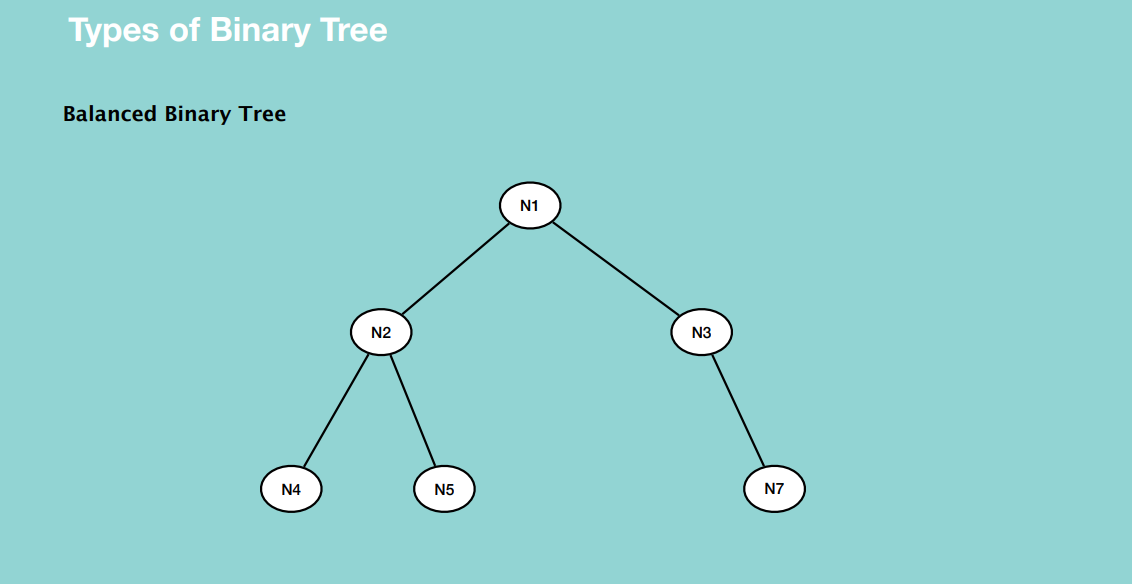 Types of Binary Tree
Balanced Binary Tree
N1
N2
N3
N4
N5
N7